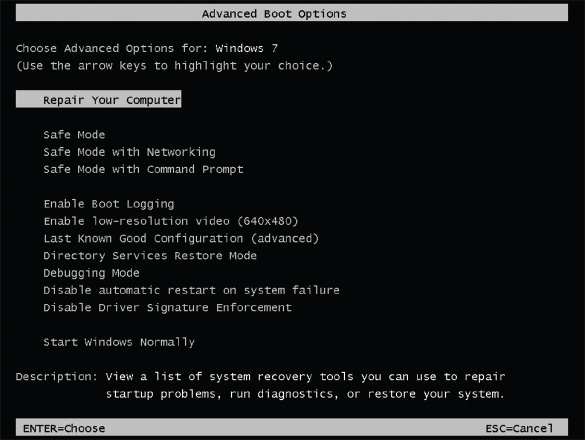 Advanced Boot Options
Choose Advanced Options for: Windows 7
(Use the arrow keys to highlight your choice.)
Repair Your Computer
Safe Mode
Safe Mode with Networking
Safe Mode with Command Prompt
Enable Boot Logging
Enable low-resolution video (640x480)
Last Known Good Configuration (advanced)
Directory Services Restore Mode
Debugging Mode
Disable automatic restart on system failure
Disable Driver Signature Enforcement
Start Windows Normally
Description: View a list of system recovery tools you can use to repair
startup problems, run diagnostics, or restore your system.
ENTER=Choose ESC=Cancel